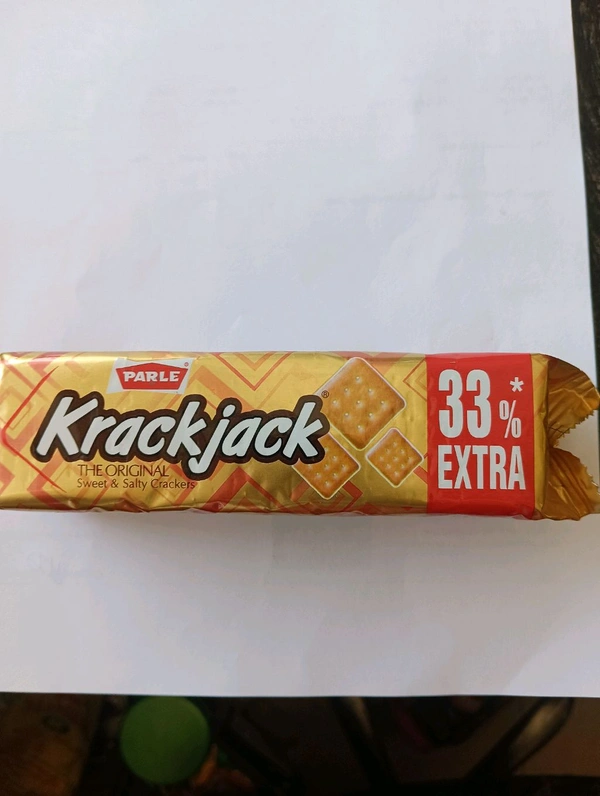 PARLE
Krackjack®
THE ORIGINAL
Sweet & Salty Crackers
33%*
EXTRA